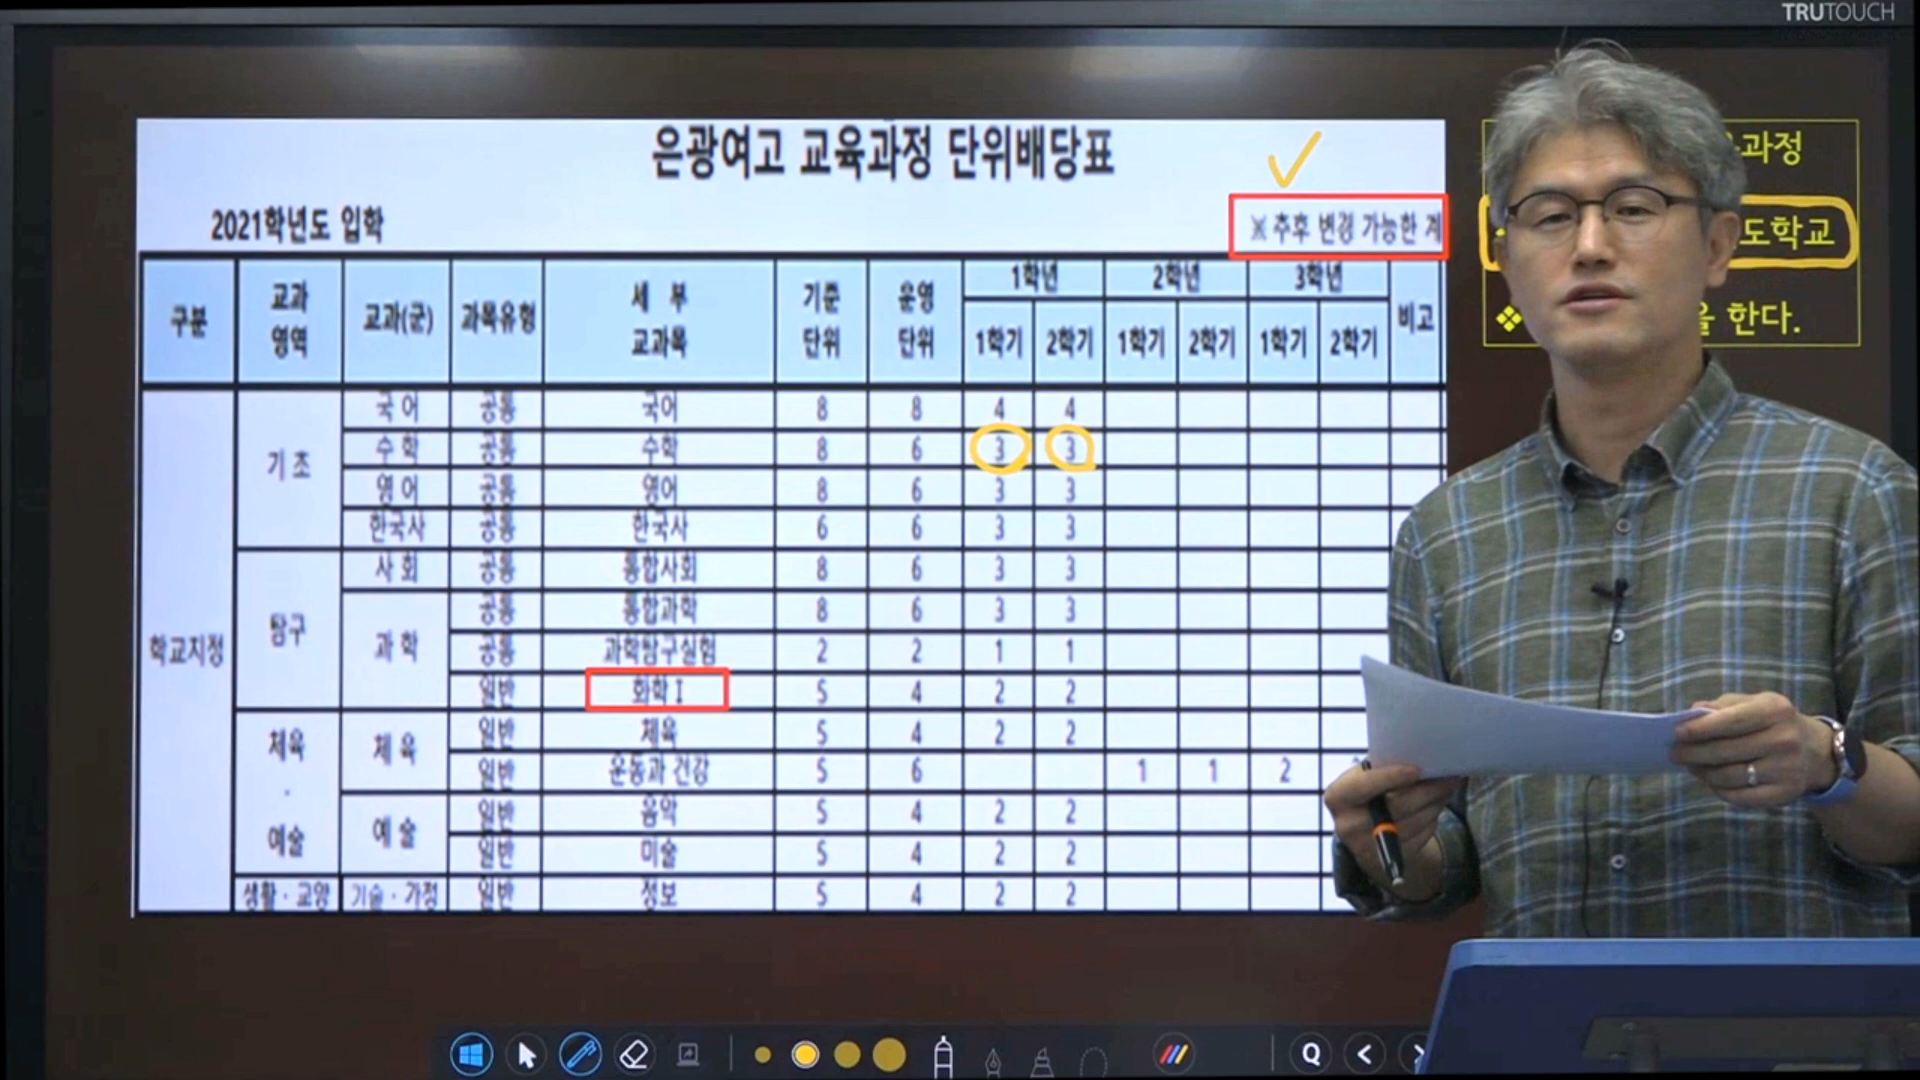 TRUTOUCH
은광여고 교육과정 단위배당표
2021학년도 입학
※ 추후 변경 가능한 계
과정
도학교
❖ 을 한다.
구분 교과 영역 교과(군) 과목유형 세 부 교과목 기준 단위 운영 단위 1학년 2학년 3학년 비고
1학기 2학기 1학기 2학기 1학기 2학기
학교지정
기 초
국 어 공통 국어 8 8 4 4
수 학 공통 수학 8 6 3 3
영 어 공통 영어 8 6 3 3
한국사 공통 한국사 6 6 3 3
탐구
사 회 공통 통합사회 8 6 3 3
과 학
공통 통합과학 8 6 3 3
공통 과학탐구실험 2 2 1 1
일반 화학 I 5 4 2 2
체육 · 예술
체 육
일반 체육 5 4 2 2
일반 운동과 건강 5 6 1 1 2
예 술
일반 음악 5 4 2 2
일반 미술 5 4 2 2
생활 · 교양 기술 · 가정 일반 정보 5 4 2 2